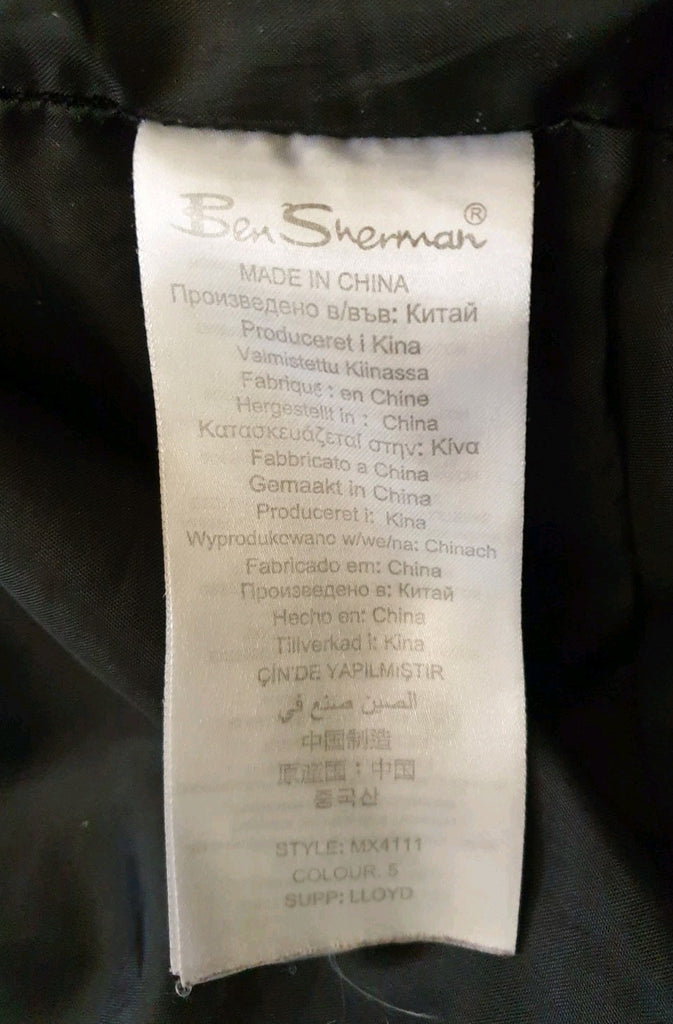 Ben Sherman®
MADE IN CHINA
Произведено в/във: Китай
Produceret i Kina
Valmistettu Kiinassa
Fabriqué : en Chine
Hergestellt in : China
Κατασκευάζεταί στην: Κίνα
Fabbricato a China
Gemaakt in China
Produceret i: Kina
Wyprodukowano w/we/na: Chinach
Fabricado em: China
Произведено в: Китай
Hecho en: China
Tillverkad i: Kina
ÇİN'DE YAPILMIŞTIR
الصين صنع في
中国制造
原産国：中国
중국산
STYLE: MX4111
COLOUR: 5
SUPP: LLOYD